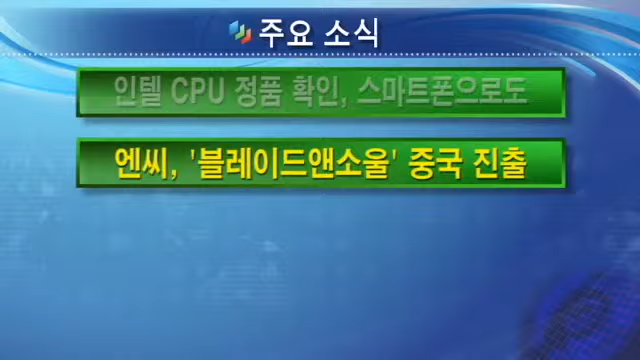 주요 소식
인텔 CPU 정품 확인, 스마트폰으로도
엔씨, '블레이드앤소울' 중국 진출